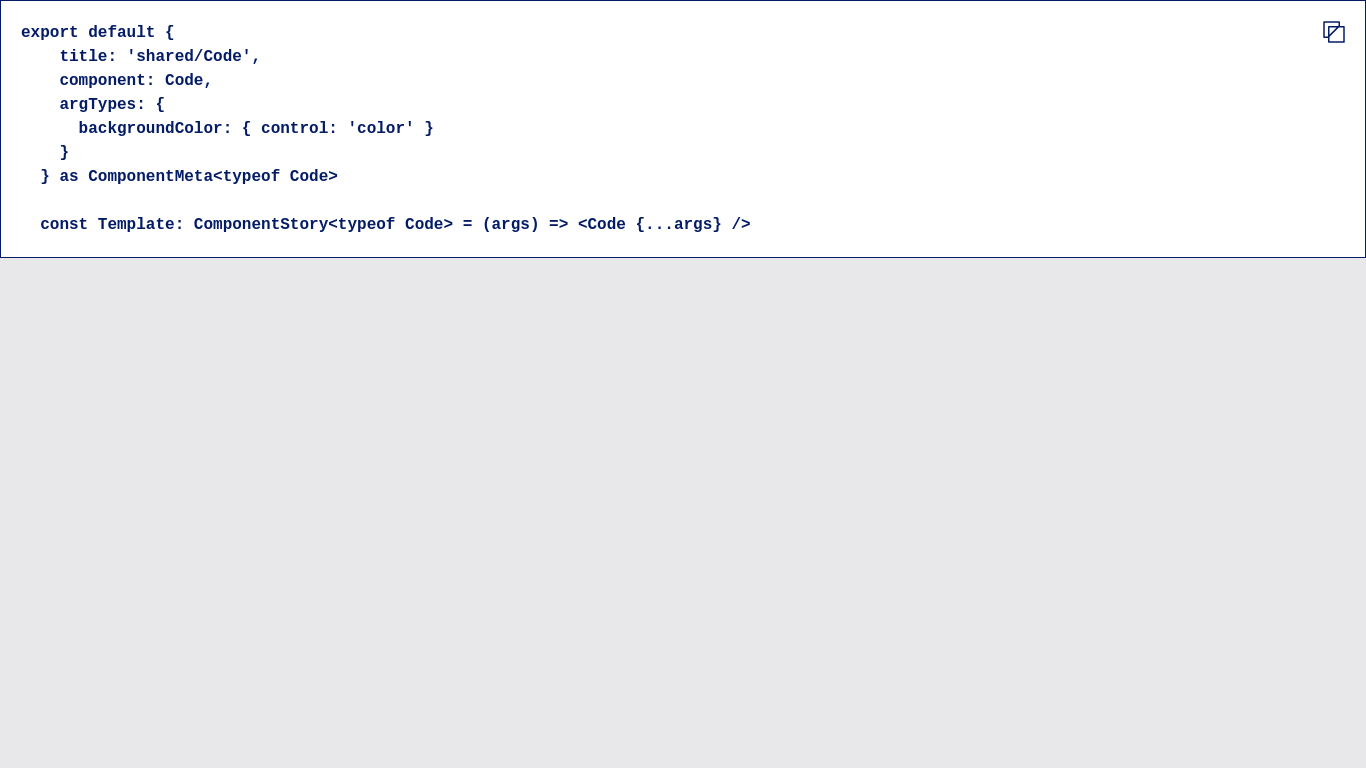 export default {
    title: 'shared/Code',
    component: Code,
    argTypes: {
      backgroundColor: { control: 'color' }
    }
  } as ComponentMeta<typeof Code>

  const Template: ComponentStory<typeof Code> = (args) => <Code {...args} />